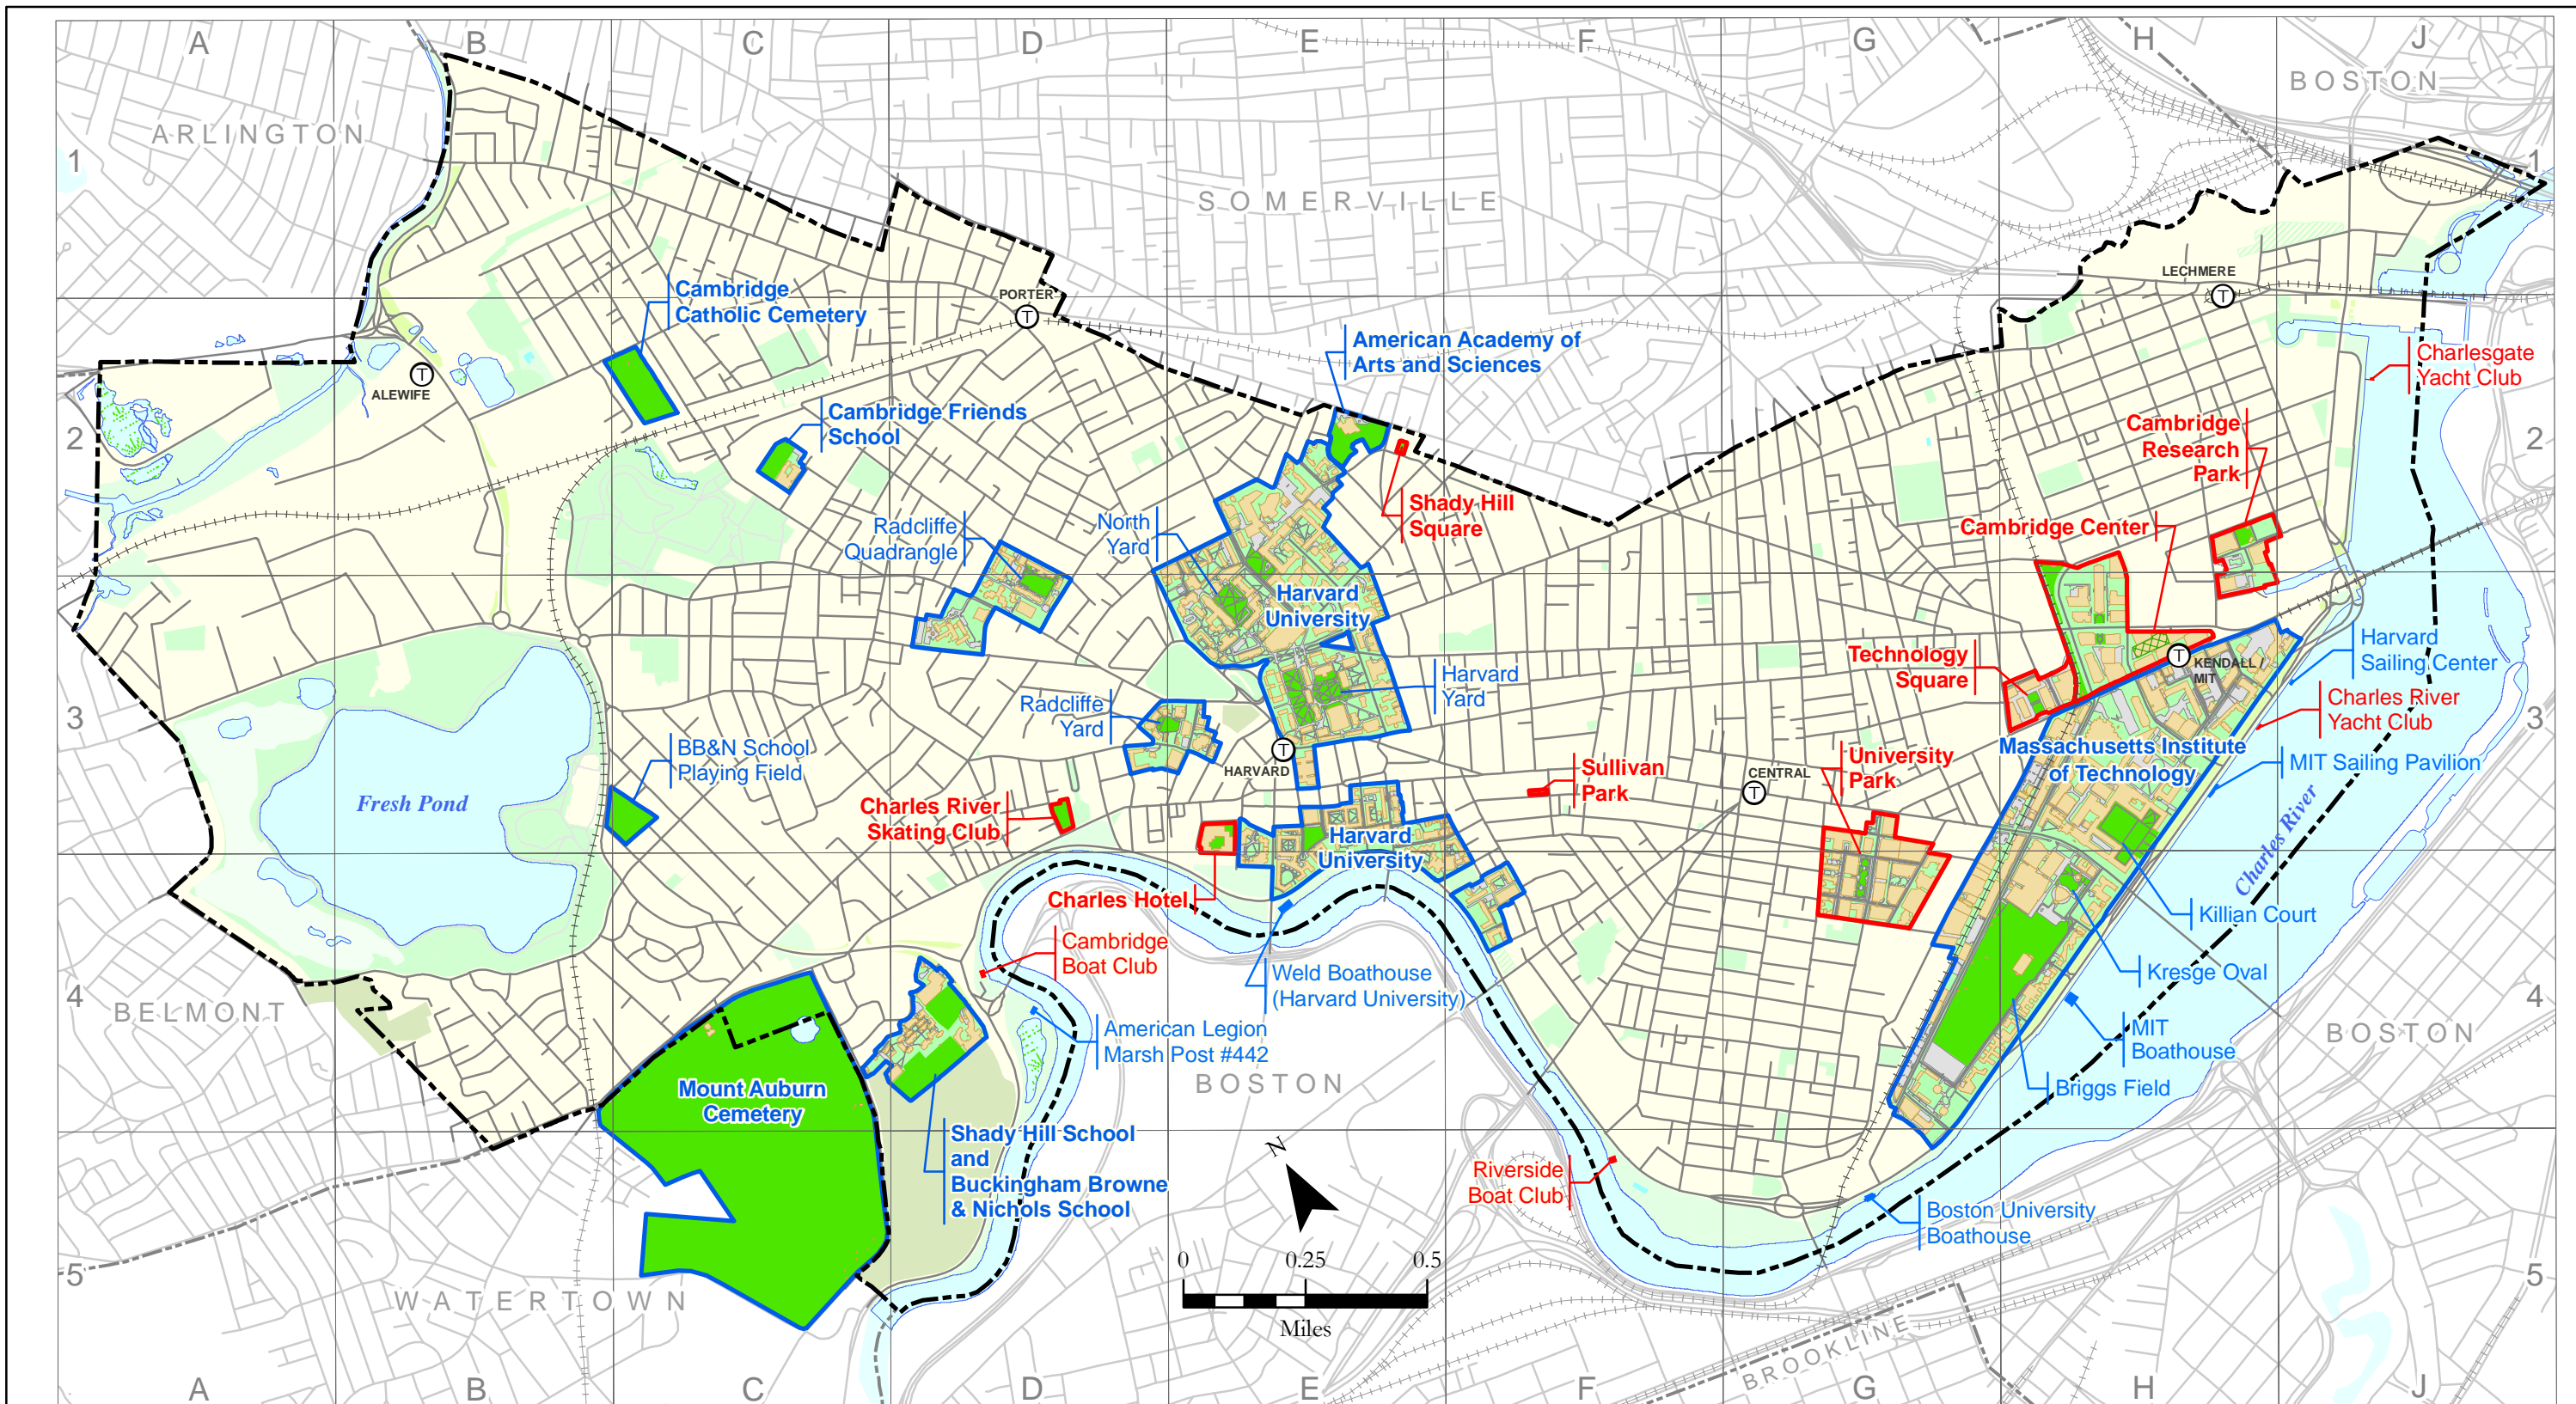 A B C D E F G H J
BOSTON
ARLINGTON
1
1
SOMERVILLE
LECHMERE
T
Cambridge
Catholic Cemetery
PORTER
T
American Academy of
Arts and Sciences
Charlesgate
Yacht Club
T
ALEWIFE
Cambridge Friends
School
2
2
Cambridge
Research
Park
Shady Hill
Square
Radcliffe
Quadrangle
North
Yard
Cambridge Center
Harvard
University
Technology
Square
T
KENDALL /
MIT
Harvard
Sailing Center
Harvard
Yard
Radcliffe
Yard
Charles River
Yacht Club
3
3
BB&N School
Playing Field
T
HARVARD
Massachusetts Institute
of Technology
MIT Sailing Pavilion
University
Park
Sullivan
Park
CENTRAL
T
Fresh Pond
Charles River
Skating Club
Harvard
University
Charles River
Charles Hotel
Killian Court
Cambridge
Boat Club
Weld Boathouse
(Harvard University)
Kresge Oval
4
4
BELMONT
American Legion
Marsh Post #442
MIT
Boathouse
BOSTON
BOSTON
Mount Auburn
Cemetery
Briggs Field
Shady Hill School
and
Buckingham Browne
& Nichols School
N
Riverside
Boat Club
Boston University
Boathouse
0 0.25 0.5
Miles
5
5
WATERTOWN
BROOKLINE
A B C D E F G H J